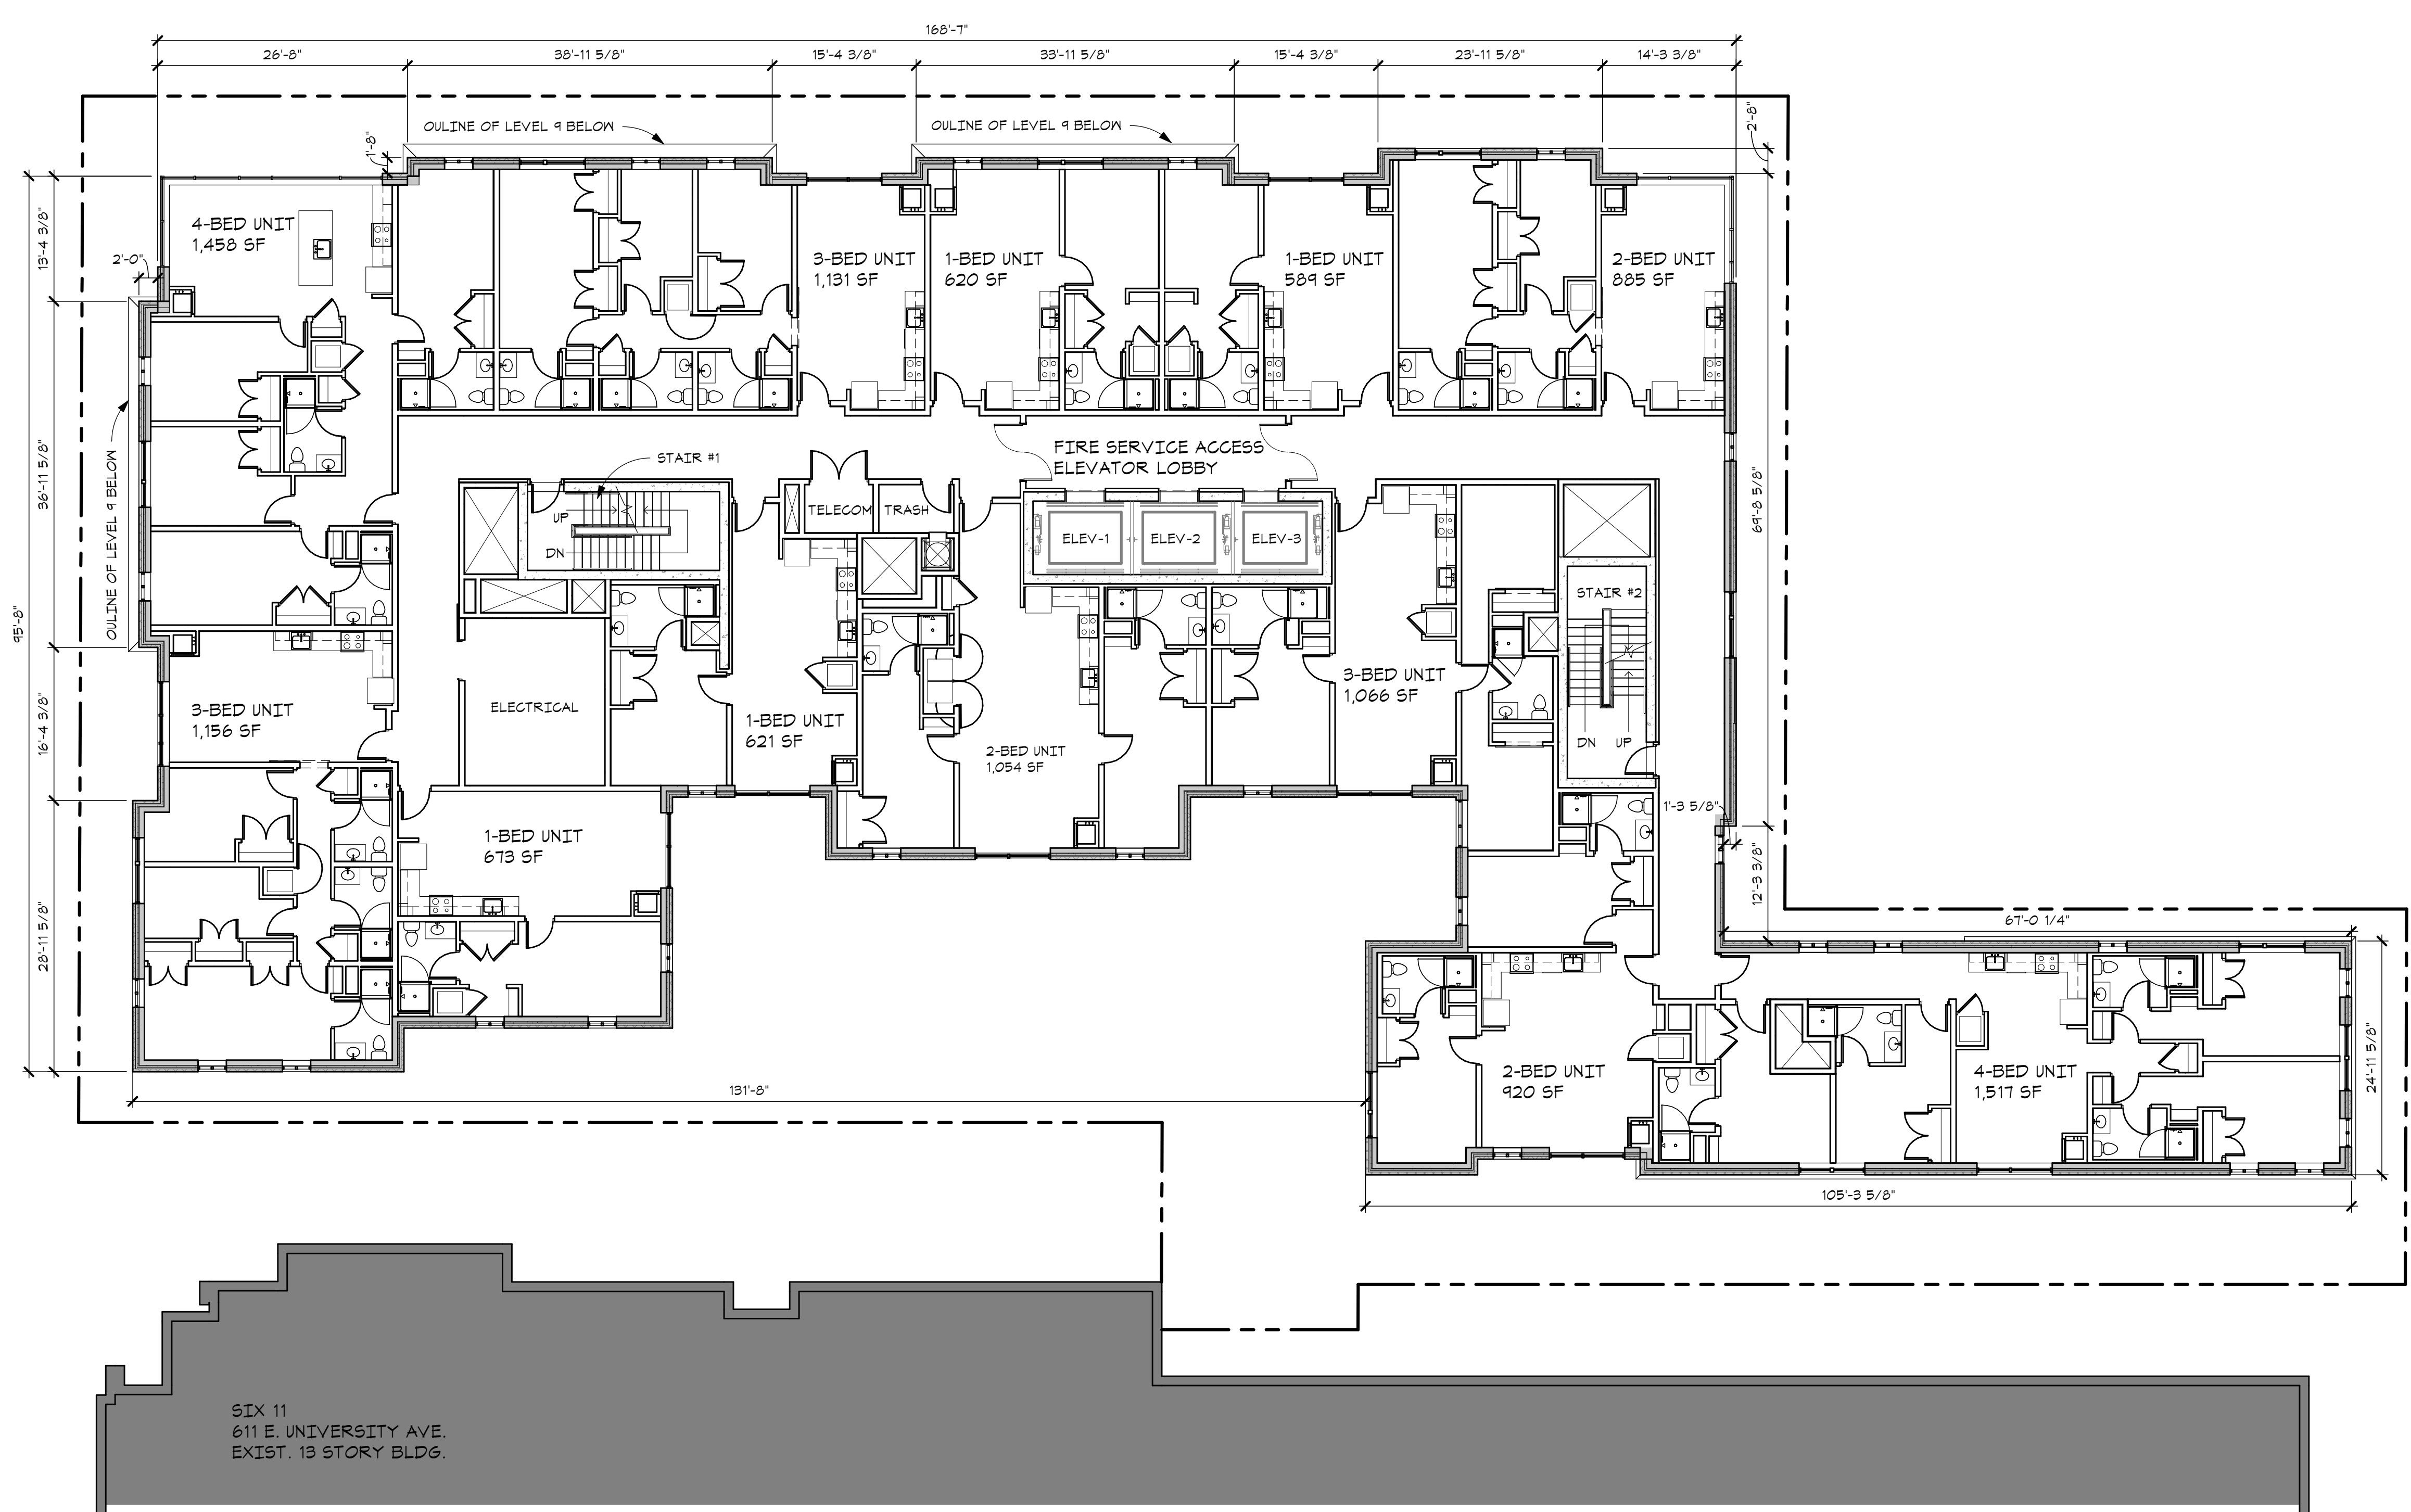 168'-7"
26'-8"
38'-11 5/8"
15'-4 3/8"
33'-11 5/8"
15'-4 3/8"
23'-11 5/8"
14'-3 3/8"
2'-8"
OULINE OF LEVEL 9 BELOW
OULINE OF LEVEL 9 BELOW
1'-8"
13'-4 3/8"
4-BED UNIT
1,458 SF
2'-0"
3-BED UNIT
1,131 SF
1-BED UNIT
620 SF
1-BED UNIT
589 SF
2-BED UNIT
885 SF
OULINE OF LEVEL 9 BELOW
36'-11 5/8"
95'-8"
STAIR #1
FIRE SERVICE ACCESS
ELEVATOR LOBBY
69'-8 5/8"
UP
DN
TELECOM
TRASH
ELEV-1
ELEV-2
ELEV-3
STAIR #2
3-BED UNIT
1,156 SF
16'-4 3/8"
ELECTRICAL
1-BED UNIT
621 SF
2-BED UNIT
1,054 SF
3-BED UNIT
1,066 SF
DN
UP
1'-3 5/8"
1-BED UNIT
673 SF
12'-3 3/8"
28'-11 5/8"
67'-0 1/4"
2-BED UNIT
920 SF
4-BED UNIT
1,517 SF
24'-11 5/8"
131'-8"
105'-3 5/8"
SIX 11
611 E. UNIVERSITY AVE.
EXIST. 13 STORY BLDG.